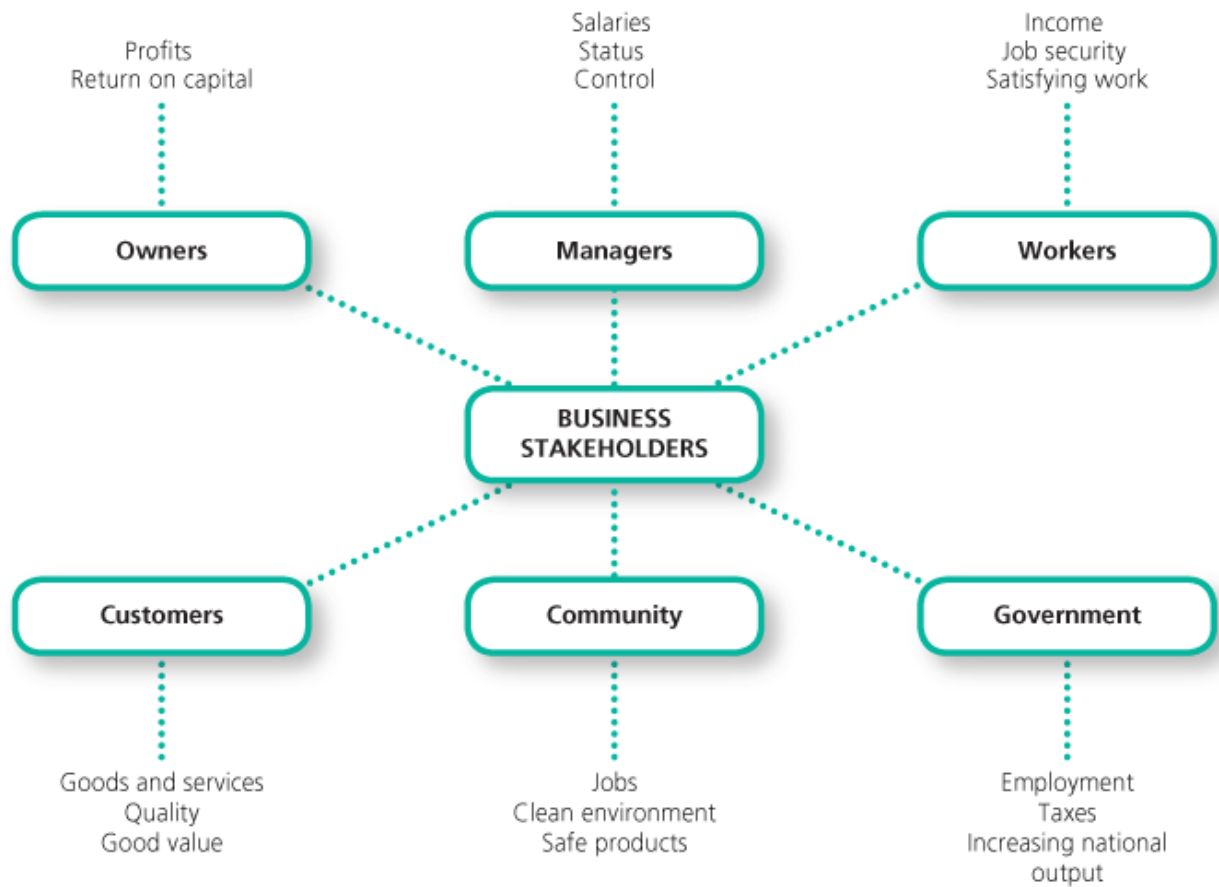 Profits
Return on capital
Salaries
Status
Control
Income
Job security
Satisfying work
Owners
Managers
Workers
BUSINESS
STAKEHOLDERS
Customers
Community
Government
Goods and services
Quality
Good value
Jobs
Clean environment
Safe products
Employment
Taxes
Increasing national
output